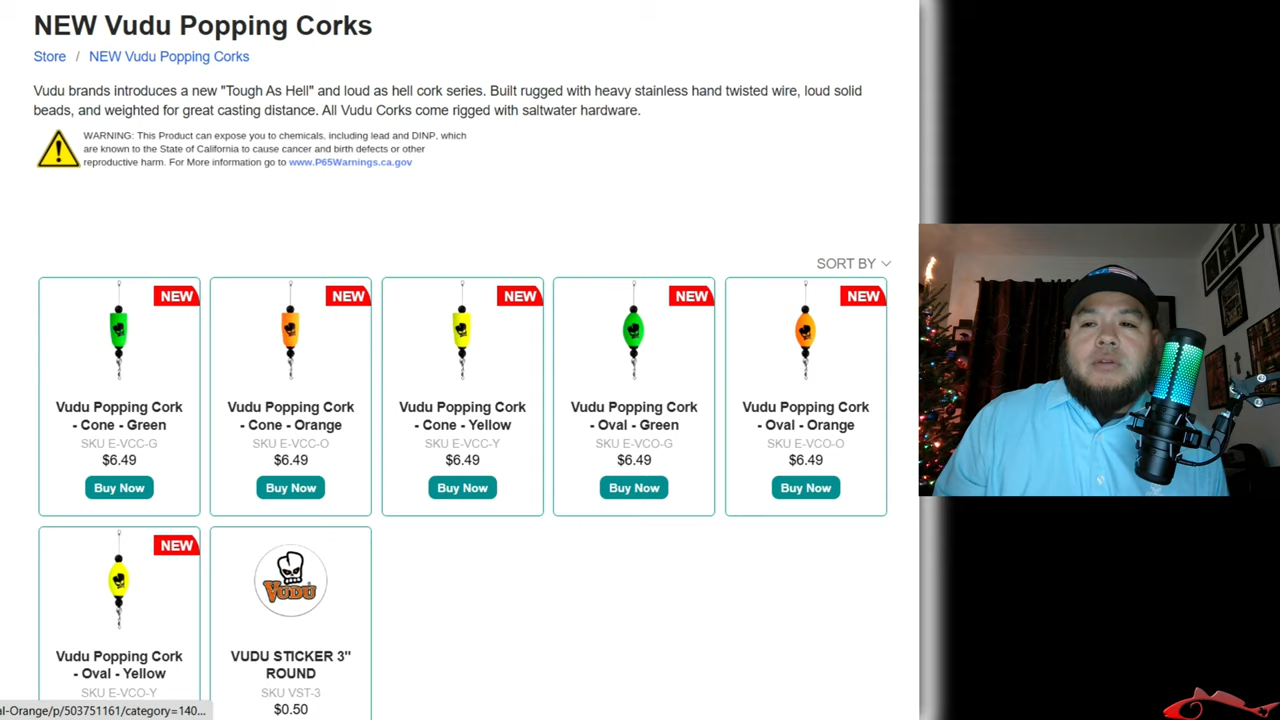 NEW Vudu Popping Corks
Store / NEW Vudu Popping Corks
Vudu brands introduces a new "Tough As Hell" and loud as hell cork series. Built rugged with heavy stainless hand twisted wire, loud solid
beads, and weighted for great casting distance. All Vudu Corks come rigged with saltwater hardware.
WARNING: This Product can expose you to chemicals, including lead and DINP, which
are known to the State of California to cause cancer and birth defects or other
reproductive harm. For More information go to www.P65Warnings.ca.gov
SORT BY
NEW
Vudu Popping Cork
- Cone - Green
SKU E-VCC-G
$6.49
Buy Now
NEW
Vudu Popping Cork
- Cone - Orange
SKU E-VCC-O
$6.49
Buy Now
NEW
Vudu Popping Cork
- Cone - Yellow
SKU E-VCC-Y
$6.49
Buy Now
NEW
Vudu Popping Cork
- Oval - Green
SKU E-VCO-G
$6.49
Buy Now
NEW
Vudu Popping Cork
- Oval - Orange
SKU E-VCO-O
$6.49
Buy Now
NEW
Vudu Popping Cork
- Oval - Yellow
SKU E-VCO-Y
VUDU
VUDU STICKER 3" ROUND
SKU VST-3
$0.50
al-Orange/p/503751161/category=140...